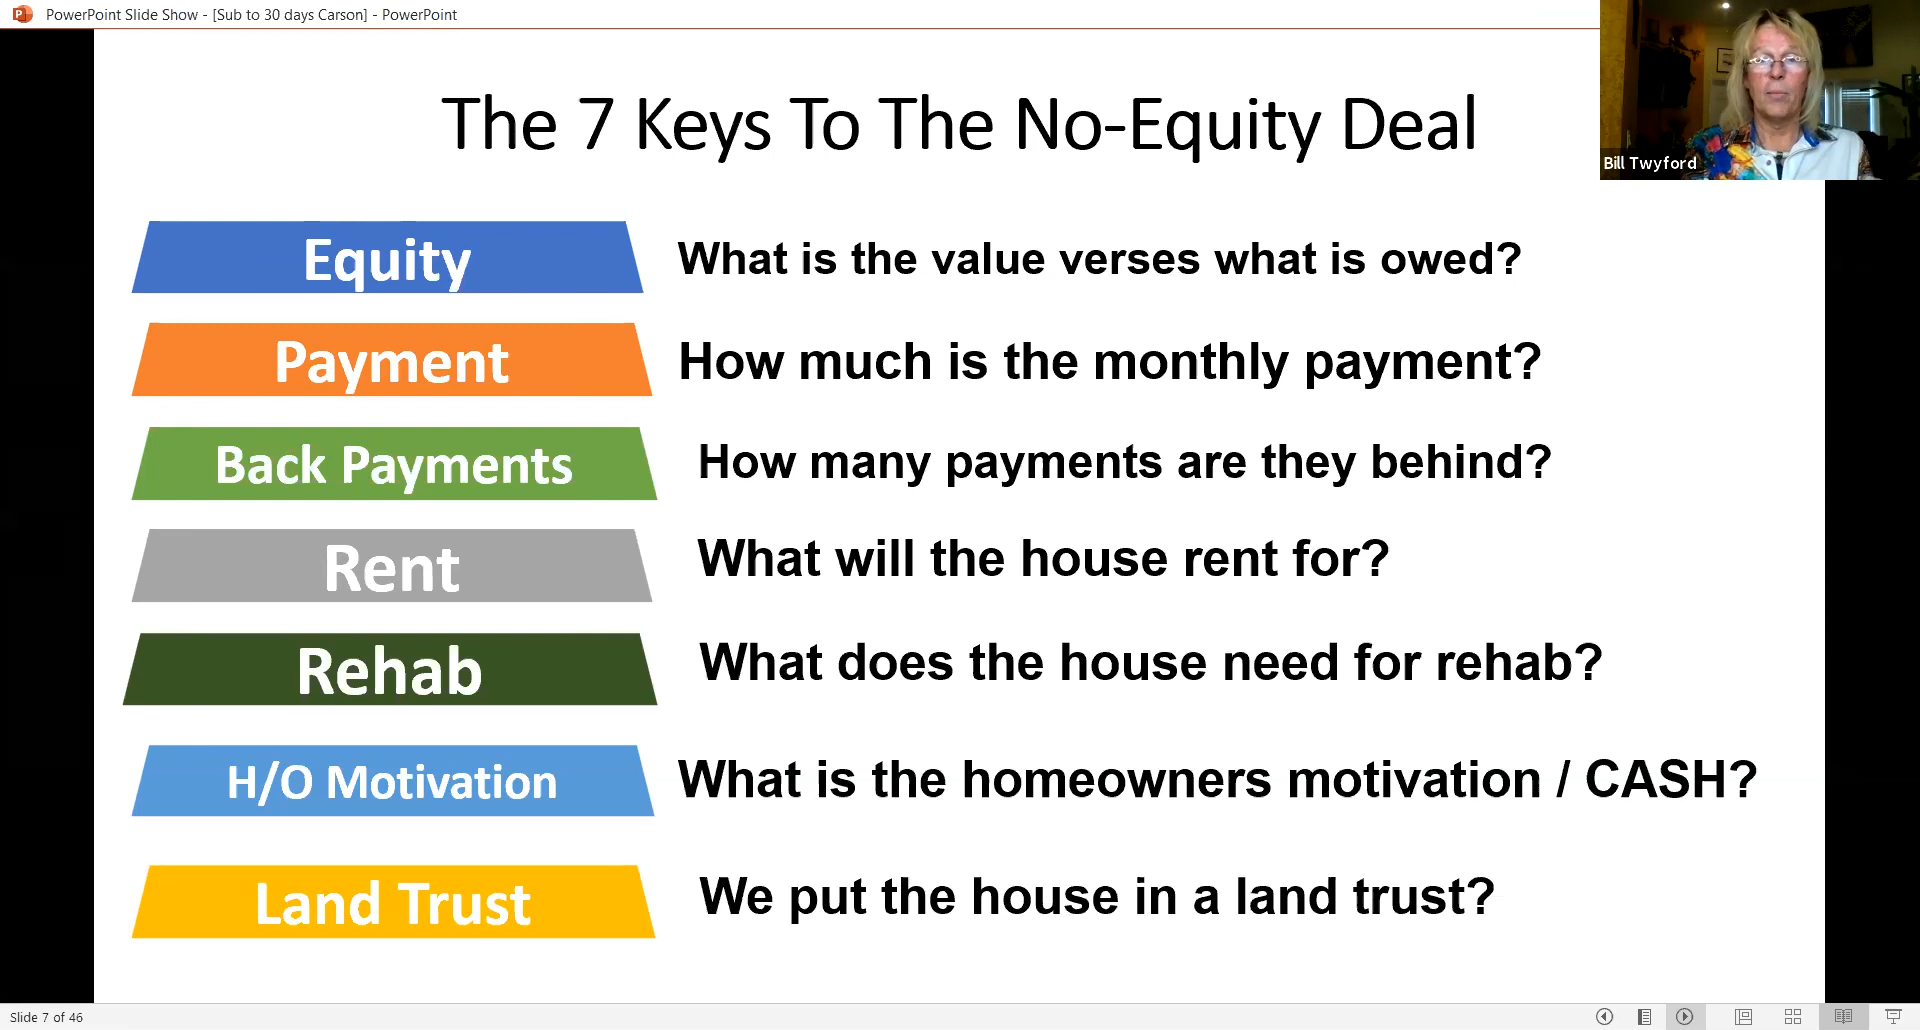 PowerPoint Slide Show - [Sub to 30 days Carson] - PowerPoint
Bill Twyford
The 7 Keys To The No-Equity Deal
Equity What is the value verses what is owed?
Payment How much is the monthly payment?
Back Payments How many payments are they behind?
Rent What will the house rent for?
Rehab What does the house need for rehab?
H/O Motivation What is the homeowners motivation / CASH?
Land Trust We put the house in a land trust?
Slide 7 of 46